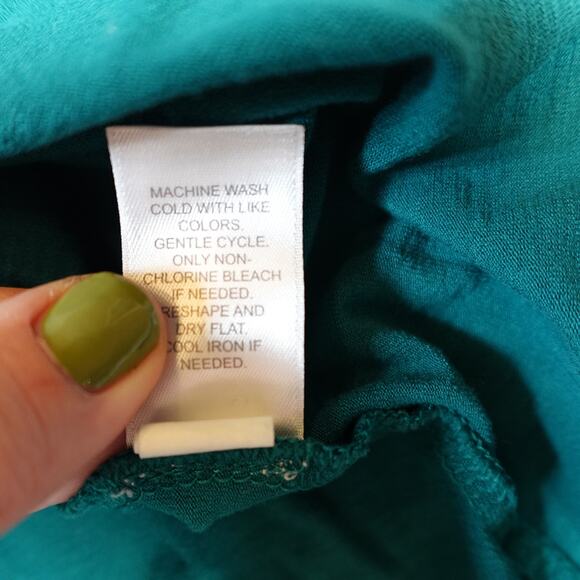 MACHINE WASH
COLD WITH LIKE
COLORS.
GENTLE CYCLE.
ONLY NON-
CHLORINE BLEACH
IF NEEDED.
RESHAPE AND
DRY FLAT.
COOL IRON IF
NEEDED.